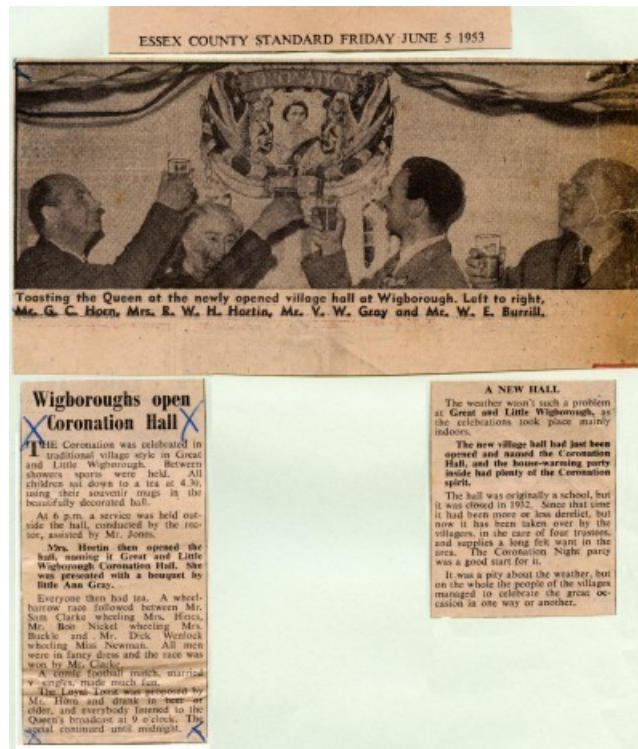 ESSEX COUNTY STANDARD FRIDAY JUNE 5 1953
CORONATION
Toasting the Queen at the newly opened village hall at Wigborough. Left to right,
Mr. G. C. Horn, Mrs. R. W. H. Hortin, Mr. V. W. Gray and Mr. W. E. Burrill.
Wigboroughs open
Coronation Hall
THE Coronation was celebrated in
traditional village style in Great
and Little Wigborough. Between
showers sports were held. All
children sat down to a tea at 4.30,
using their souvenir mugs in the
beautifully decorated hall.
At 6 p.m. a service was held out-
side the hall, conducted by the rec-
tor, assisted by Mr. Jones.
Mrs. Hortin then opened the
hall, naming it Great and Little
Wigborough Coronation Hall. She
was presented with a bouquet by
little Ann Gray.
Everyone then had tea. A wheel-
barrow race followed between Mr.
Sam Clarke wheeling Mrs. Hines,
Mr. Bob Nickel wheeling Mrs.
Buckle and Mr. Dick Wenlock
wheeling Miss Newman. All men
were in fancy dress and the race was
won by Mr. Clarke.
A comic football match, married
v singles, made much fun.
The Loyal Toast was proposed by
Mr. Horn and drank in beer or
cider, and everybody listened to the
Queen's broadcast at 9 o'clock. The
social continued until midnight.
A NEW HALL
The weather wasn't such a problem
at Great and Little Wigborough, as
the celebrations took place mainly
indoors.
The new village hall had just been
opened and named the Coronation
Hall, and the house-warming party
inside had plenty of the Coronation
spirit.
The hall was originally a school, but
it was closed in 1932. Since that time
it had been more or less derelict, but
now it has been taken over by the
villagers, in the care of four trustees,
and supplies a long felt want in the
area. The Coronation Night party
was a good start for it.
It was a pity about the weather, but
on the whole the people of the villages
managed to celebrate the great oc-
casion in one way or another.